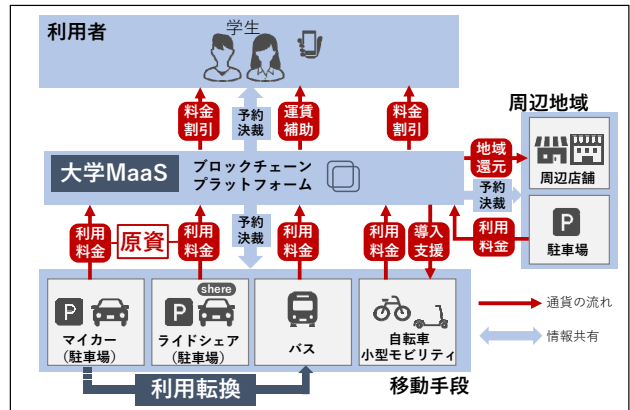 利用者
学生
料金
割引
予約
決裁
運賃
補助
料金
割引
周辺地域
大学MaaS
ブロックチェーン
プラットフォーム
地域
還元
周辺店舗
予約
決裁
利用
料金
原資
利用
料金
予約
決裁
利用
料金
利用
料金
導入
支援
利用
料金
P
駐車場
P
マイカー
(駐車場)
P
shere
ライドシェア
(駐車場)
バス
自転車
小型モビリティ
通貨の流れ
情報共有
利用転換
移動手段